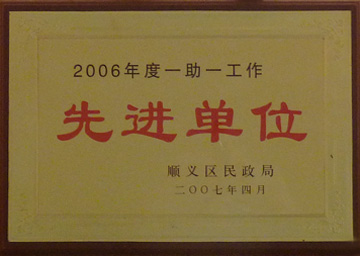 2006年度一助一工作
先进单位
顺义区民政局
二〇〇七年四月